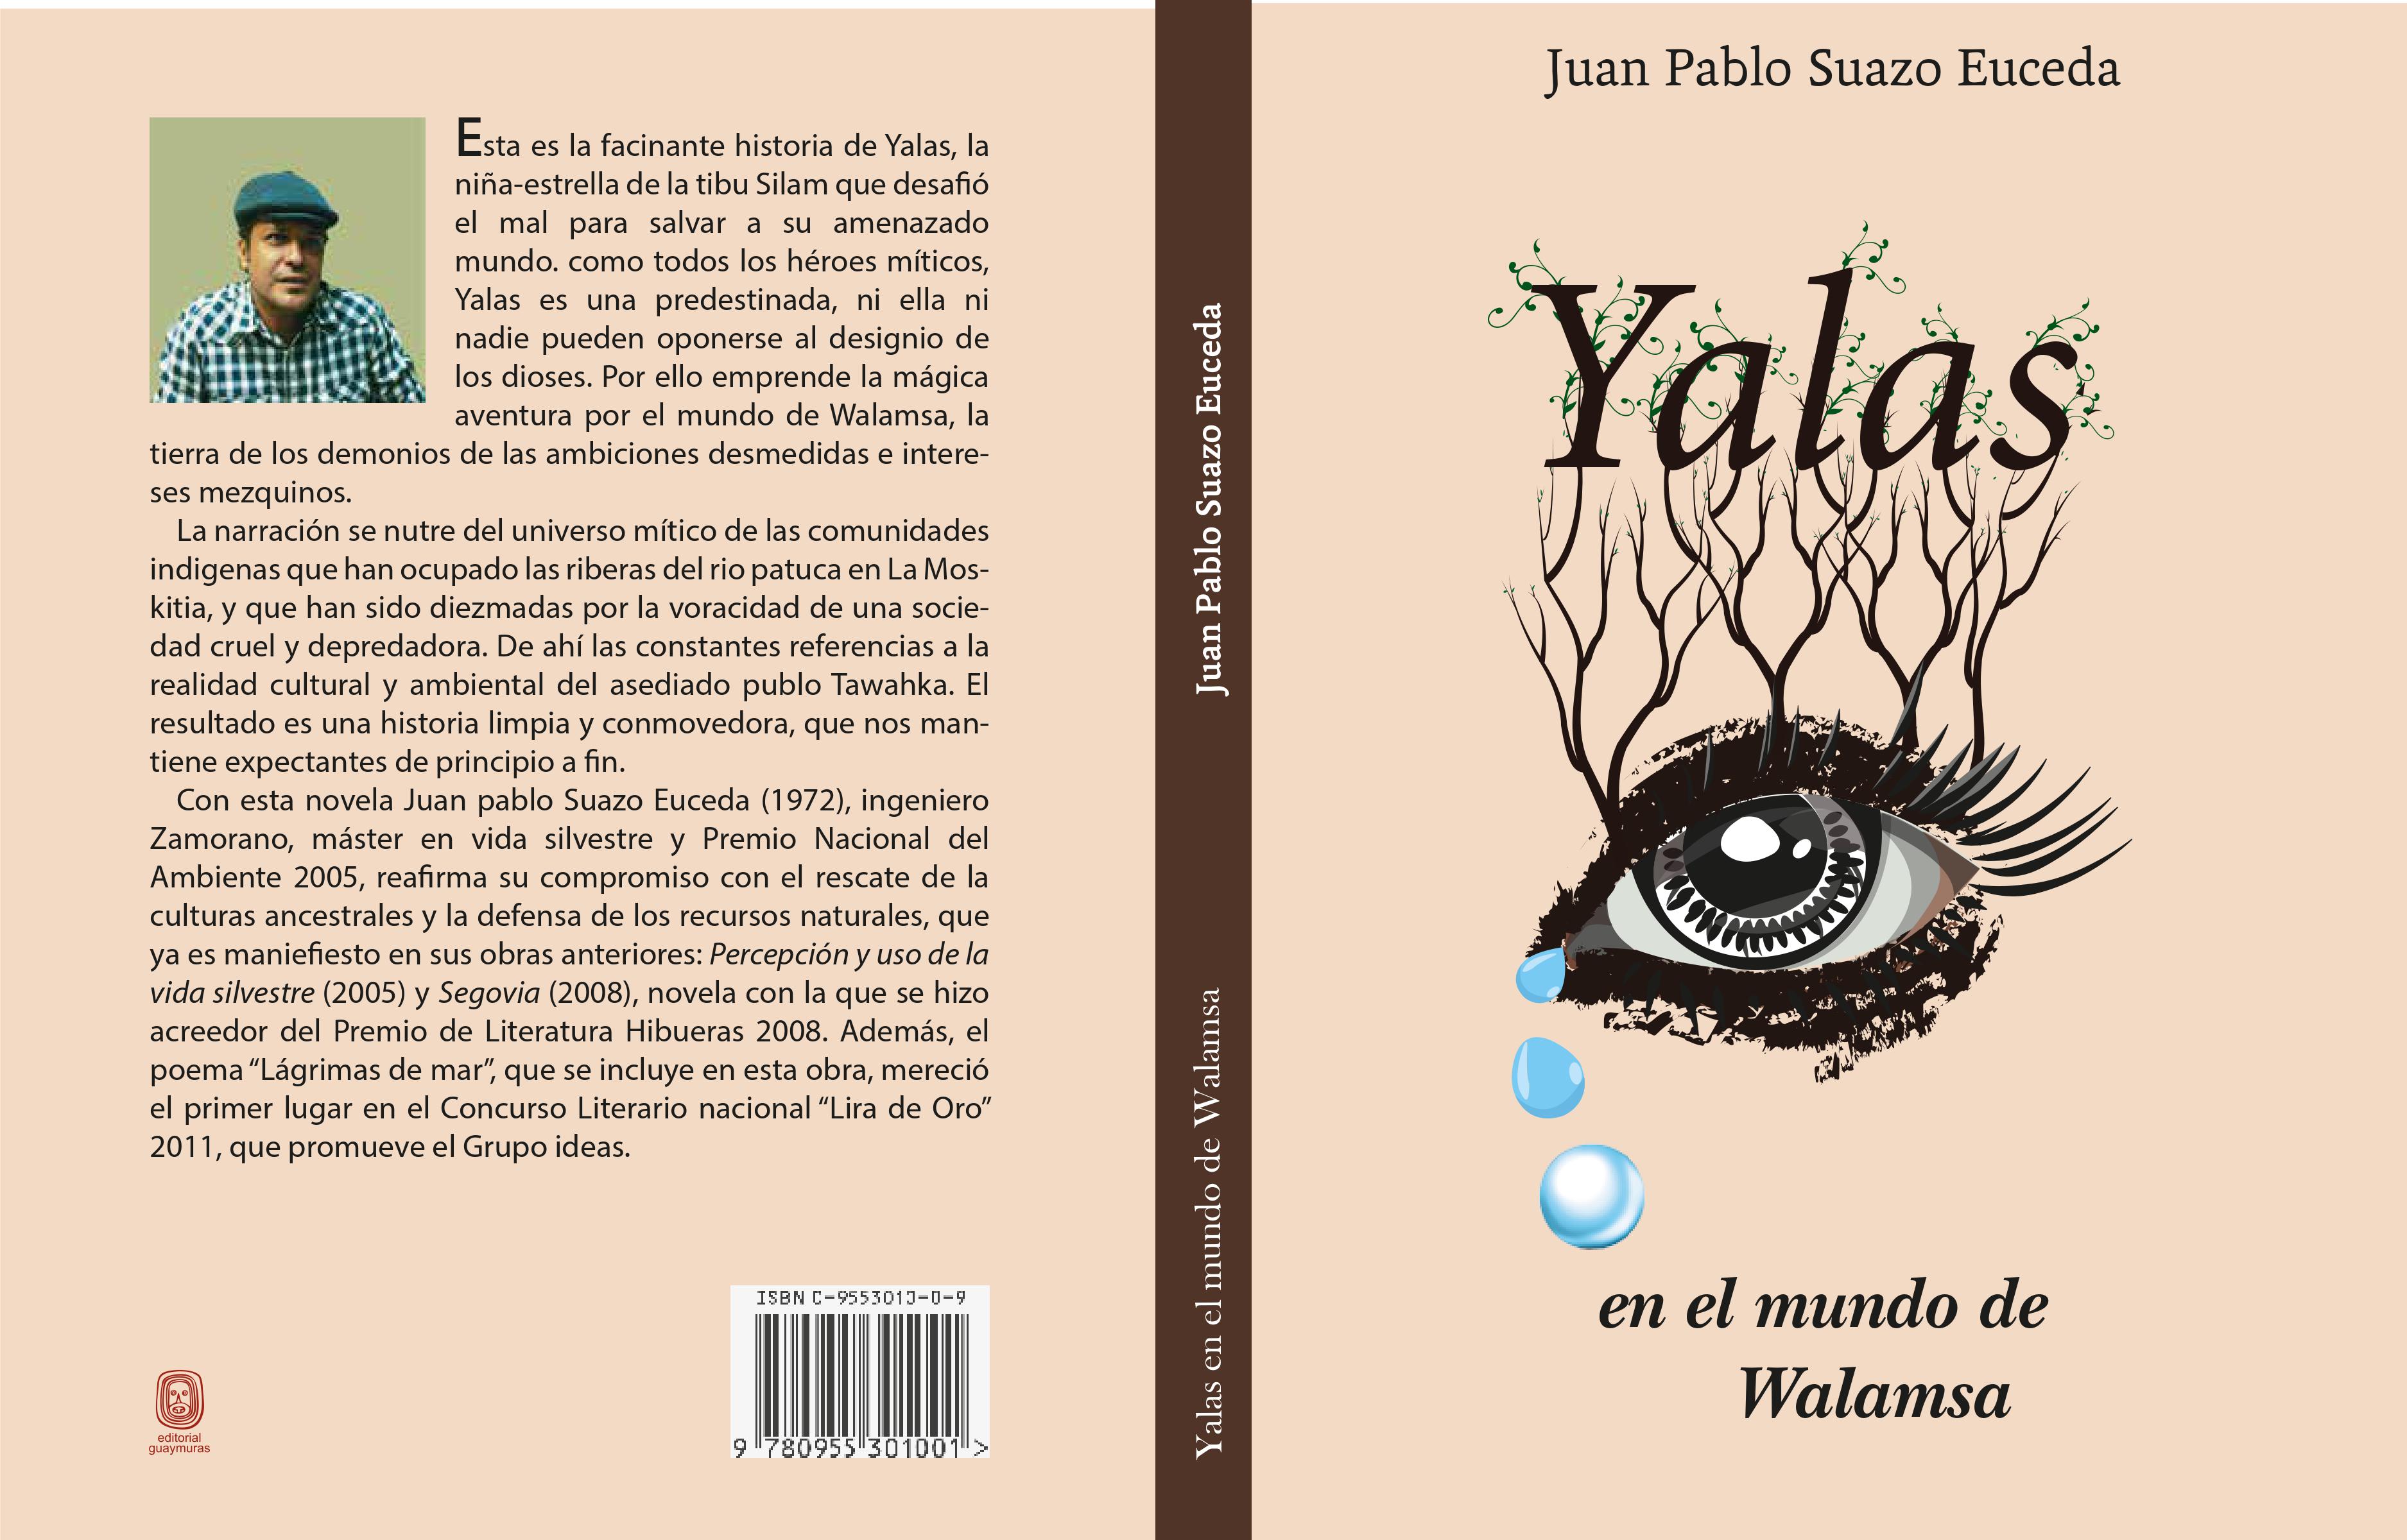 Esta es la facinante historia de Yalas, la
niña-estrella de la tibu Silam que desafió
el mal para salvar a su amenazado
mundo. como todos los héroes míticos,
Yalas es una predestinada, ni ella ni
nadie pueden oponerse al designio de
los dioses. Por ello emprende la mágica
aventura por el mundo de Walamsa, la
tierra de los demonios de las ambiciones desmedidas e intere-
ses mezquinos.
La narración se nutre del universo mítico de las comunidades
indigenas que han ocupado las riberas del rio patuca en La Mos-
kitia, y que han sido diezmadas por la voracidad de una socie-
dad cruel y depredadora. De ahí las constantes referencias a la
realidad cultural y ambiental del asediado publo Tawahka. El
resultado es una historia limpia y conmovedora, que nos man-
tiene expectantes de principio a fin.
Con esta novela Juan pablo Suazo Euceda (1972), ingeniero
Zamorano, máster en vida silvestre y Premio Nacional del
Ambiente 2005, reafirma su compromiso con el rescate de la
culturas ancestrales y la defensa de los recursos naturales, que
ya es maniefiesto en sus obras anteriores: Percepción y uso de la
vida silvestre (2005) y Segovia (2008), novela con la que se hizo
acreedor del Premio de Literatura Hibueras 2008. Además, el
poema “Lágrimas de mar”, que se incluye en esta obra, mereció
el primer lugar en el Concurso Literario nacional “Lira de Oro”
2011, que promueve el Grupo ideas.
editorial
guaymuras
ISBN C-955301J-0-9
9 780955 301001 >
Juan Pablo Suazo Euceda
Yalas en el mundo de Walamsa
Juan Pablo Suazo Euceda
Yalas
en el mundo de
Walamsa